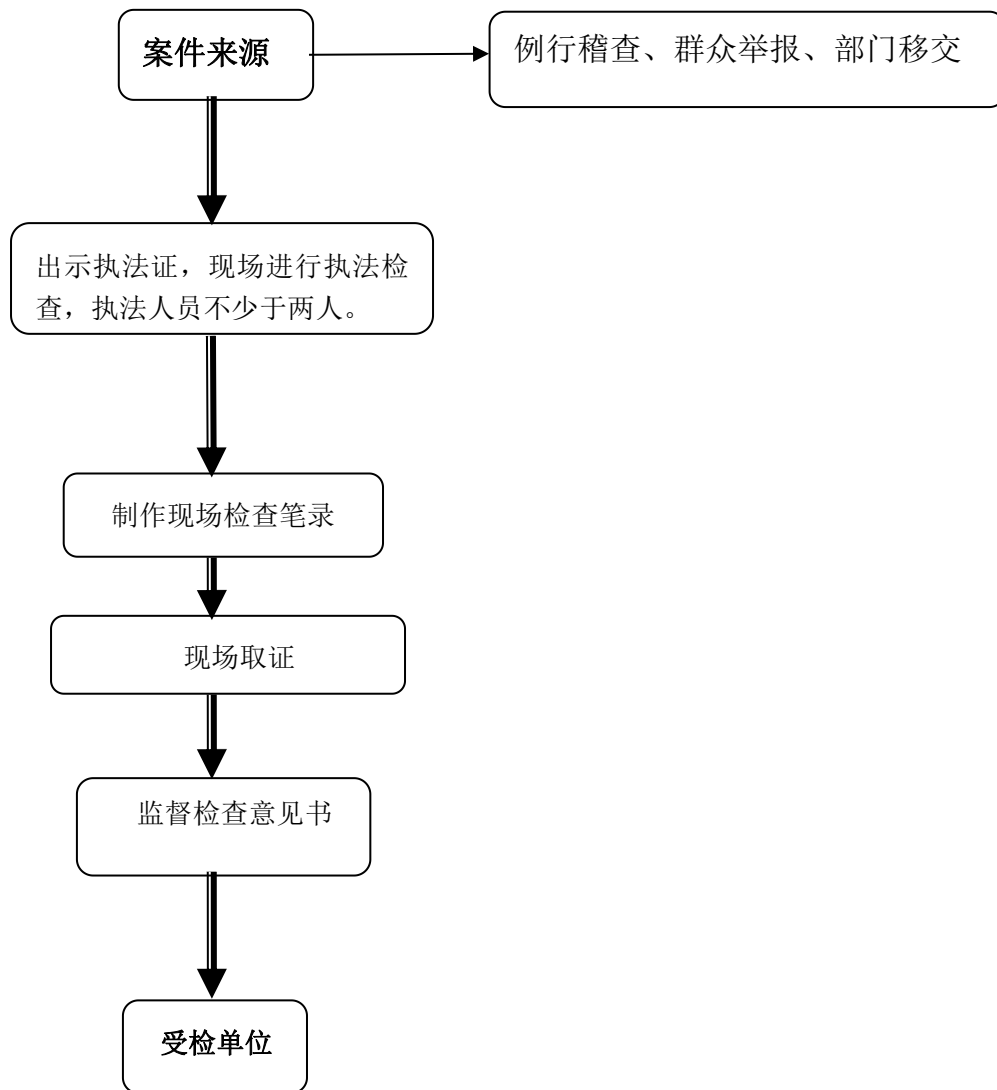 案件来源
例行稽查、群众举报、部门移交
出示执法证，现场进行执法检
查，执法人员不少于两人。
制作现场检查笔录
现场取证
监督检查意见书
受检单位